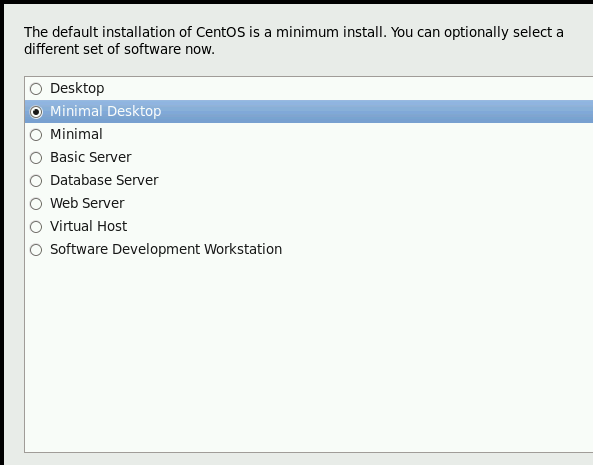 The default installation of CentOS is a minimum install. You can optionally select a
different set of software now.
Desktop
Minimal Desktop
Minimal
Basic Server
Database Server
Web Server
Virtual Host
Software Development Workstation